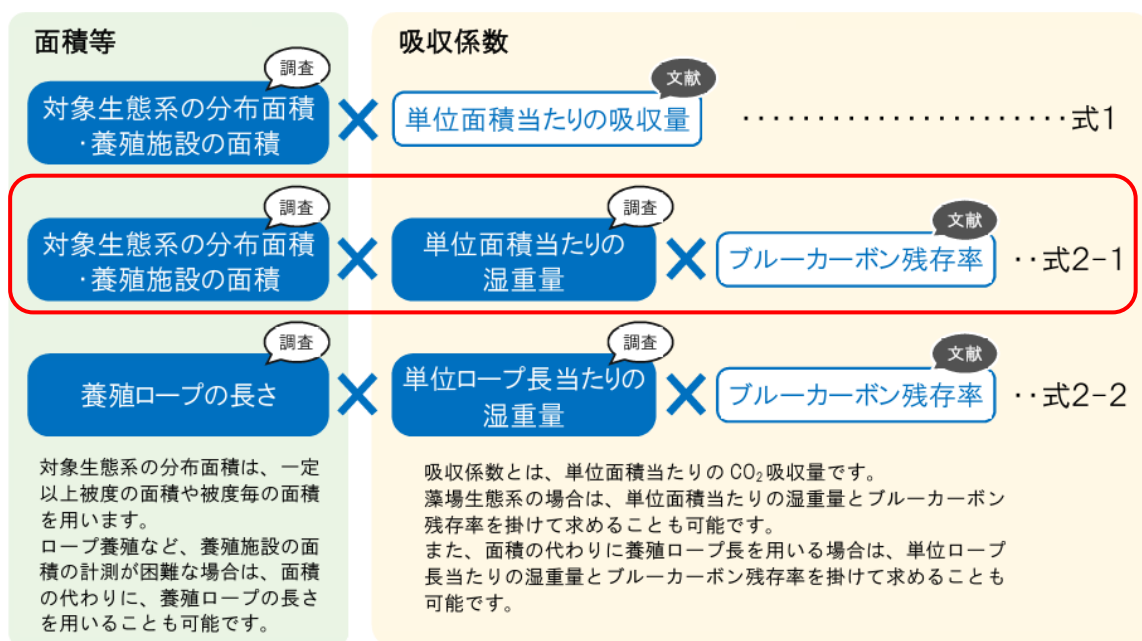 面積等
吸収係数
調査
対象生態系の分布面積
・養殖施設の面積
×
文献
単位面積当たりの吸収量
······················式1
調査
対象生態系の分布面積
・養殖施設の面積
×
調査
単位面積当たりの
湿重量
×
文献
ブルーカーボン残存率
··式2-1
調査
養殖ロープの長さ
×
調査
単位ロープ長当たりの
湿重量
×
文献
ブルーカーボン残存率
··式2-2
対象生態系の分布面積は、一定
以上被度の面積や被度毎の面積
を用います。
ロープ養殖など、養殖施設の面
積の計測が困難な場合は、面積
の代わりに、養殖ロープの長さ
を用いることも可能です。
吸収係数とは、単位面積当たりの CO₂吸収量です。
藻場生態系の場合は、単位面積当たりの湿重量とブルーカーボン
残存率を掛けて求めることも可能です。
また、面積の代わりに養殖ロープ長を用いる場合は、単位ロープ
長当たりの湿重量とブルーカーボン残存率を掛けて求めることも
可能です。